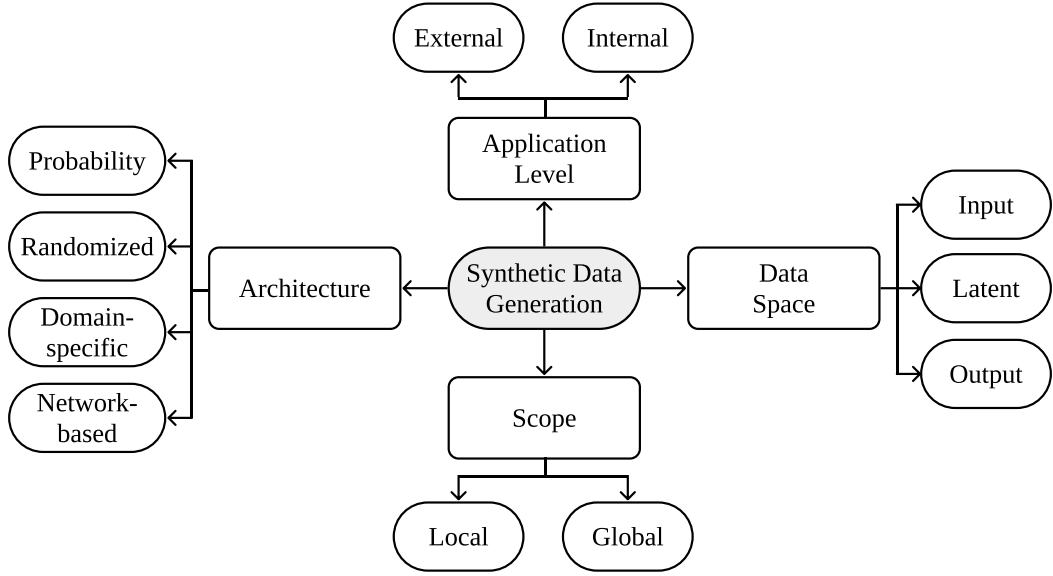 External
Internal
Application
Level
Probability
Randomized
Domain-
specific
Network-
based
Architecture
Synthetic Data
Generation
Data
Space
Input
Latent
Output
Scope
Local
Global